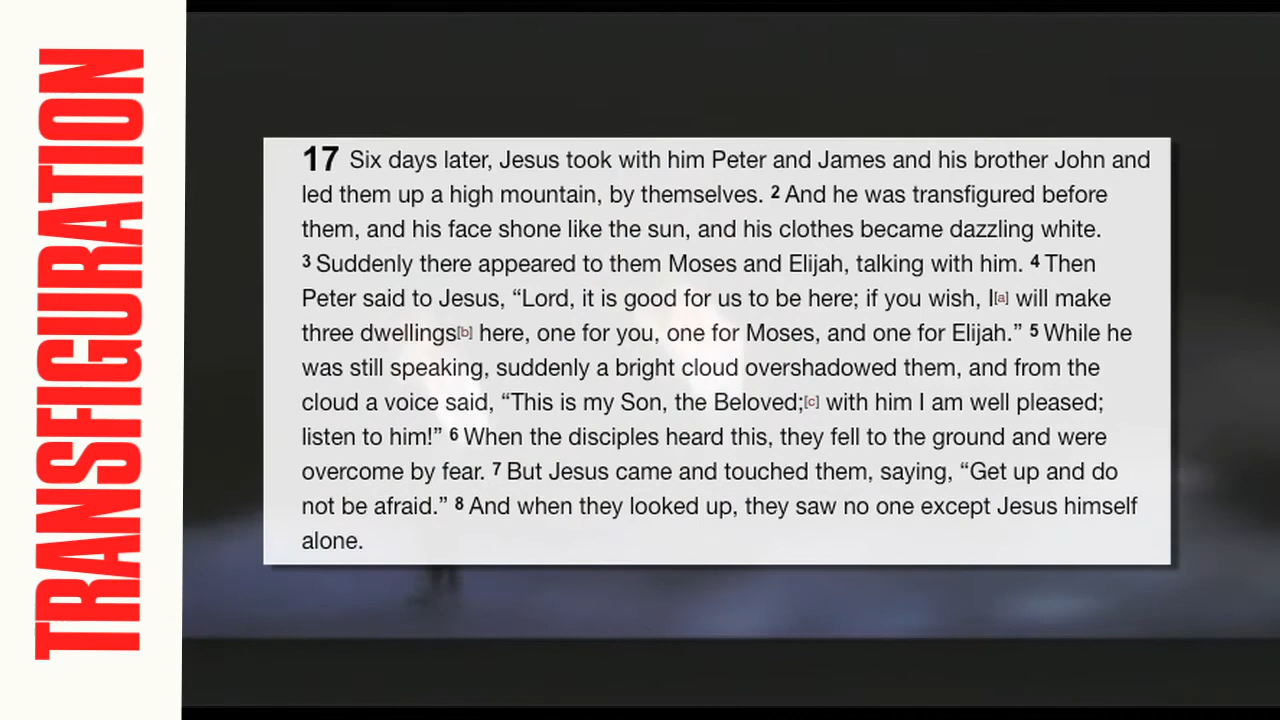 TRANSFIGURATION
17 Six days later, Jesus took with him Peter and James and his brother John and
led them up a high mountain, by themselves. 2 And he was transfigured before
them, and his face shone like the sun, and his clothes became dazzling white.
3 Suddenly there appeared to them Moses and Elijah, talking with him. 4 Then
Peter said to Jesus, “Lord, it is good for us to be here; if you wish, I[a] will make
three dwellings[b] here, one for you, one for Moses, and one for Elijah.” 5 While he
was still speaking, suddenly a bright cloud overshadowed them, and from the
cloud a voice said, “This is my Son, the Beloved;[c] with him I am well pleased;
listen to him!” 6 When the disciples heard this, they fell to the ground and were
overcome by fear. 7 But Jesus came and touched them, saying, “Get up and do
not be afraid.” 8 And when they looked up, they saw no one except Jesus himself
alone.